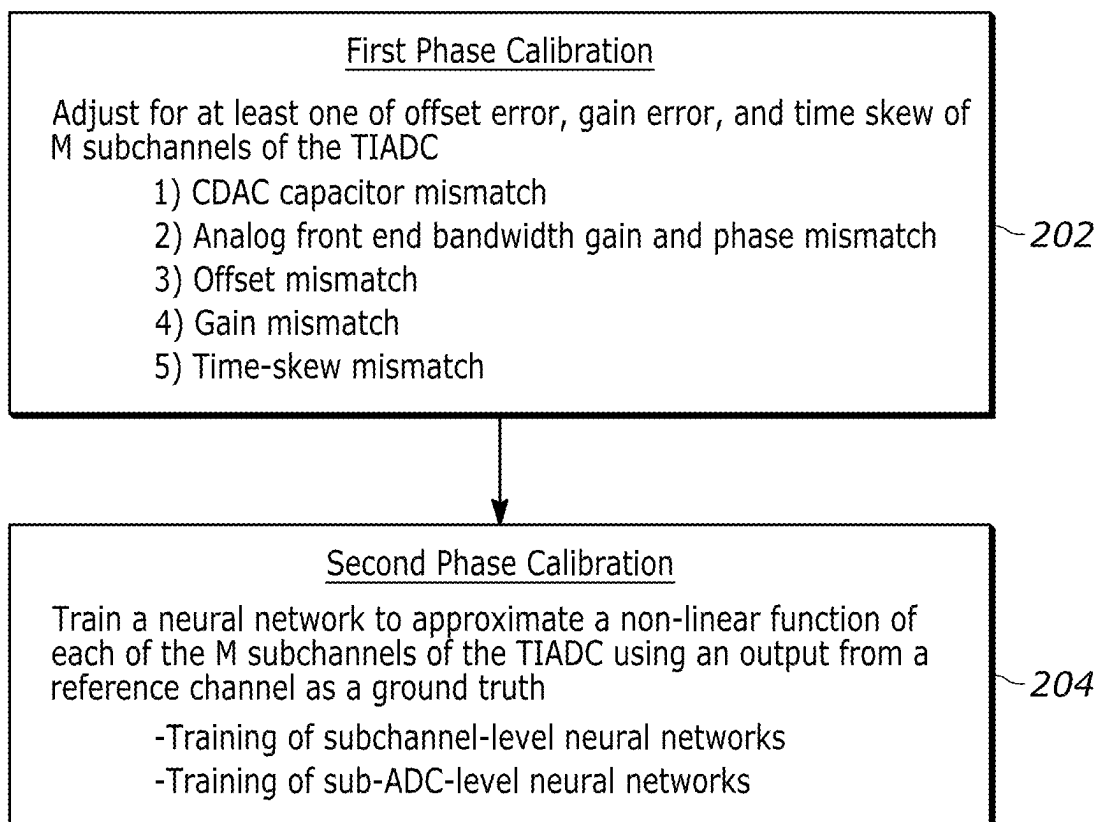 First Phase Calibration
Adjust for at least one of offset error, gain error, and time skew of
M subchannels of the TIADC
1) CDAC capacitor mismatch
2) Analog front end bandwidth gain and phase mismatch
3) Offset mismatch
4) Gain mismatch
5) Time-skew mismatch
202
Second Phase Calibration
Train a neural network to approximate a non-linear function of
each of the M subchannels of the TIADC using an output from a
reference channel as a ground truth
-Training of subchannel-level neural networks
-Training of sub-ADC-level neural networks
204